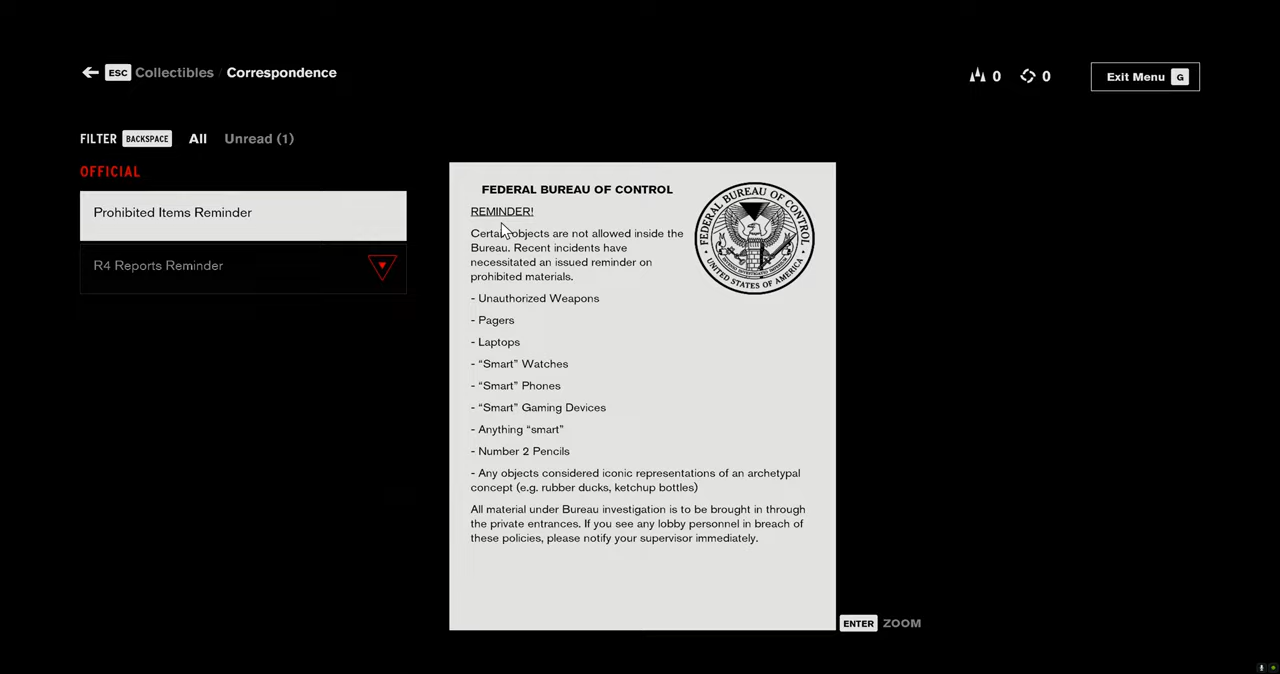 ESC Collectibles / Correspondence
0 0
Exit Menu G
FILTER BACKSPACE All Unread (1)
OFFICIAL
Prohibited Items Reminder
R4 Reports Reminder
FEDERAL BUREAU OF CONTROL
REMINDER!
Certain objects are not allowed inside the
Bureau. Recent incidents have
necessitated an issued reminder on
prohibited materials.
- Unauthorized Weapons
- Pagers
- Laptops
- “Smart” Watches
- “Smart” Phones
- “Smart” Gaming Devices
- Anything “smart”
- Number 2 Pencils
- Any objects considered iconic representations of an archetypal
concept (e.g. rubber ducks, ketchup bottles)
All material under Bureau investigation is to be brought in through
the private entrances. If you see any lobby personnel in breach of
these policies, please notify your supervisor immediately.
FEDERAL BUREAU OF CONTROL
UNITED STATES OF AMERICA
ENTER ZOOM